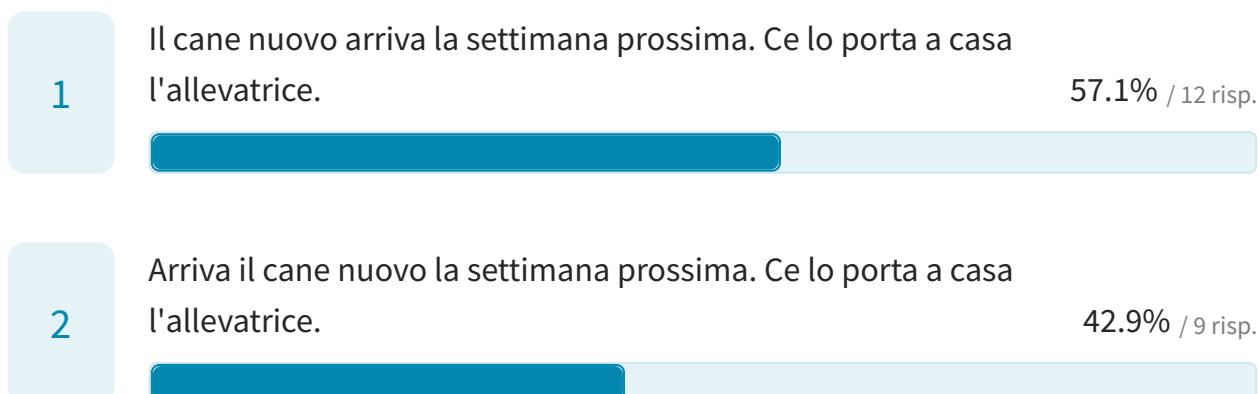 1
Il cane nuovo arriva la settimana prossima. Ce lo porta a casa
l'allevatrice.
57.1% / 12 risp.
2
Arriva il cane nuovo la settimana prossima. Ce lo porta a casa
l'allevatrice.
42.9% / 9 risp.